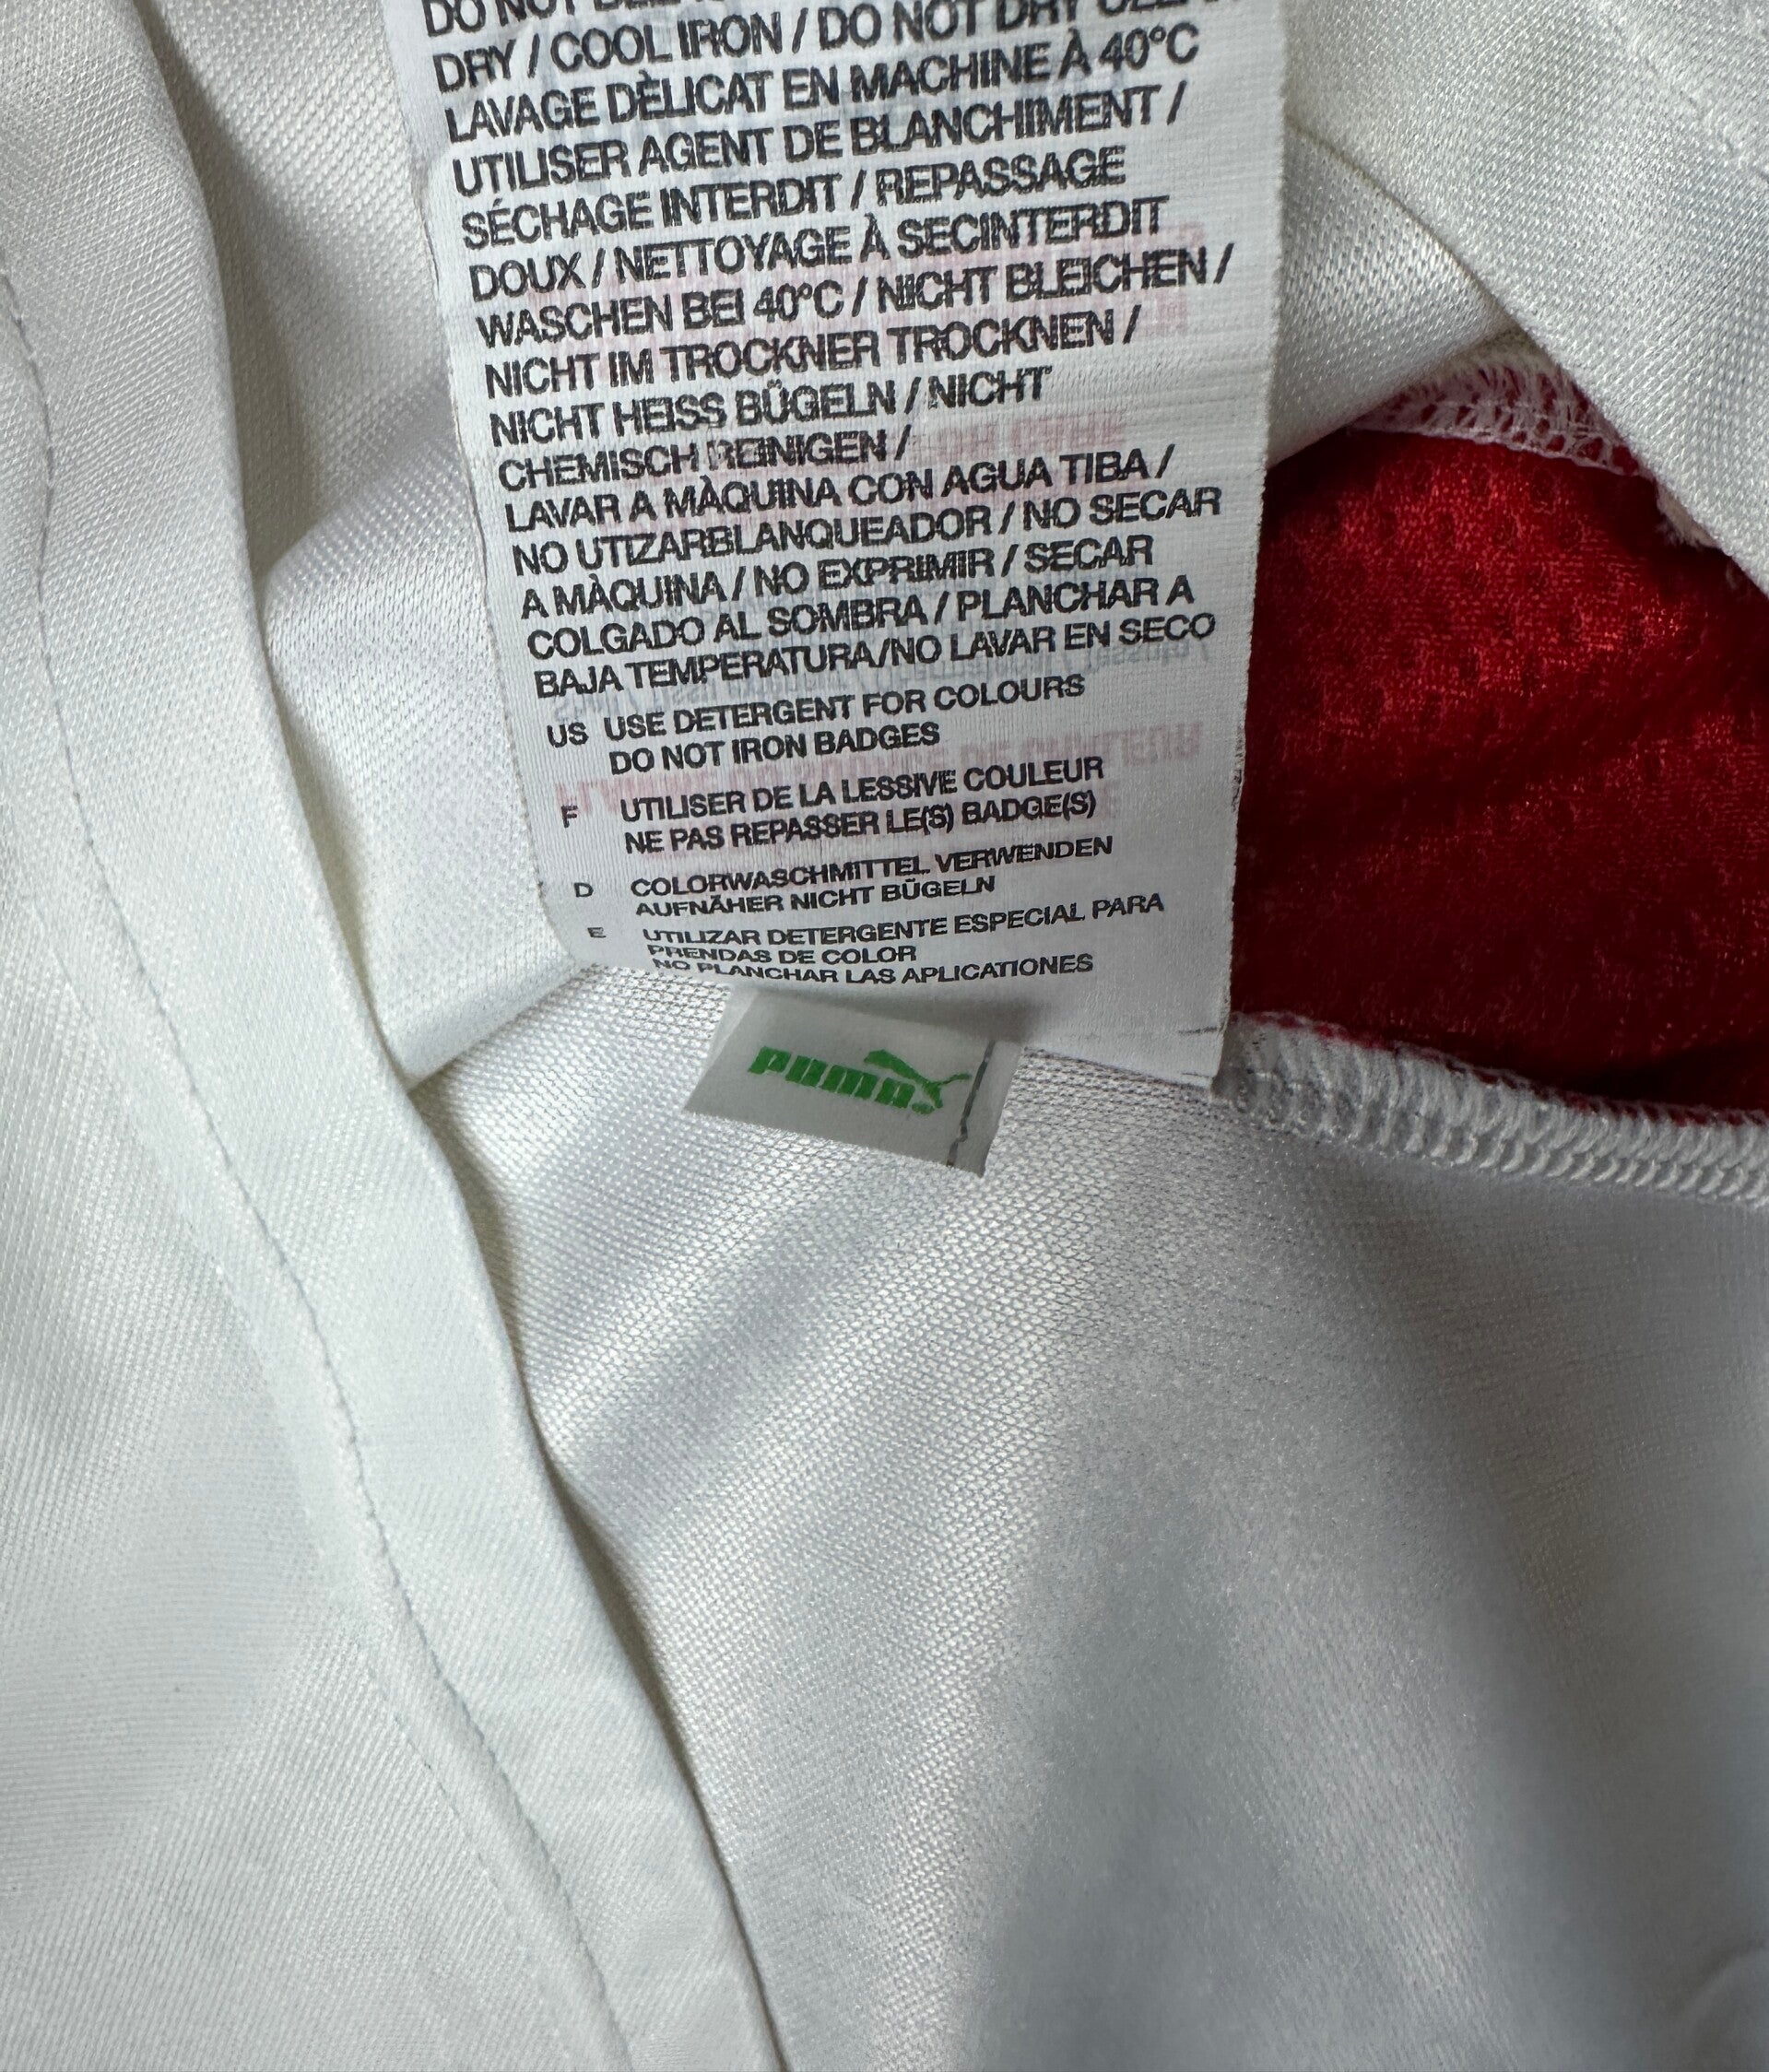 DO NOT
DRY / COOL IRON / DO NOT DRY
LAVAGE DÈLICAT EN MACHINE À 40°C
UTILISER AGENT DE BLANCHIMENT /
SÉCHAGE INTERDIT / REPASSAGE
DOUX / NETTOYAGE À SECINTERDIT
WASCHEN BEI 40°C / NICHT BLEICHEN /
NICHT IM TROCKNER TROCKNEN /
NICHT HEISS BÜGELN / NICHT
CHEMISCH REINIGEN /
LAVAR A MÀQUINA CON AGUA TIBA /
NO UTIZARBLANQUEADOR / NO SECAR
A MÀQUINA / NO EXPRIMIR / SECAR
COLGADO AL SOMBRA / PLANCHAR A
BAJA TEMPERATURA/NO LAVAR EN SECO
US USE DETERGENT FOR COLOURS
DO NOT IRON BADGES
F UTILISER DE LA LESSIVE COULEUR
NE PAS REPASSER LE(S) BADGE(S)
D COLORWASCHMITTEL VERWENDEN
AUFNÄHER NICHT BÜGELN
E UTILIZAR DETERGENTE ESPECIAL PARA
PRENDAS DE COLOR
NO PLANCHAR LAS APLICATIONES
PUMA